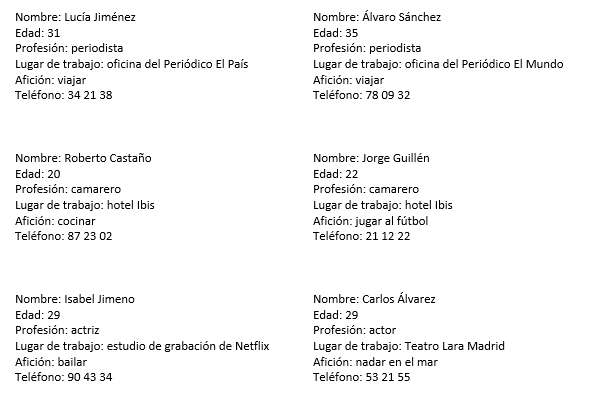 Nombre: Lucía Jiménez
Edad: 31
Profesión: periodista
Lugar de trabajo: oficina del Periódico El País
Afición: viajar
Teléfono: 34 21 38
Nombre: Álvaro Sánchez
Edad: 35
Profesión: periodista
Lugar de trabajo: oficina del Periódico El Mundo
Afición: viajar
Teléfono: 78 09 32
Nombre: Roberto Castaño
Edad: 20
Profesión: camarero
Lugar de trabajo: hotel Ibis
Afición: cocinar
Teléfono: 87 23 02
Nombre: Jorge Guillén
Edad: 22
Profesión: camarero
Lugar de trabajo: hotel Ibis
Afición: jugar al fútbol
Teléfono: 21 12 22
Nombre: Isabel Jimeno
Edad: 29
Profesión: actriz
Lugar de trabajo: estudio de grabación de Netflix
Afición: bailar
Teléfono: 90 43 34
Nombre: Carlos Álvarez
Edad: 29
Profesión: actor
Lugar de trabajo: Teatro Lara Madrid
Afición: nadar en el mar
Teléfono: 53 21 55